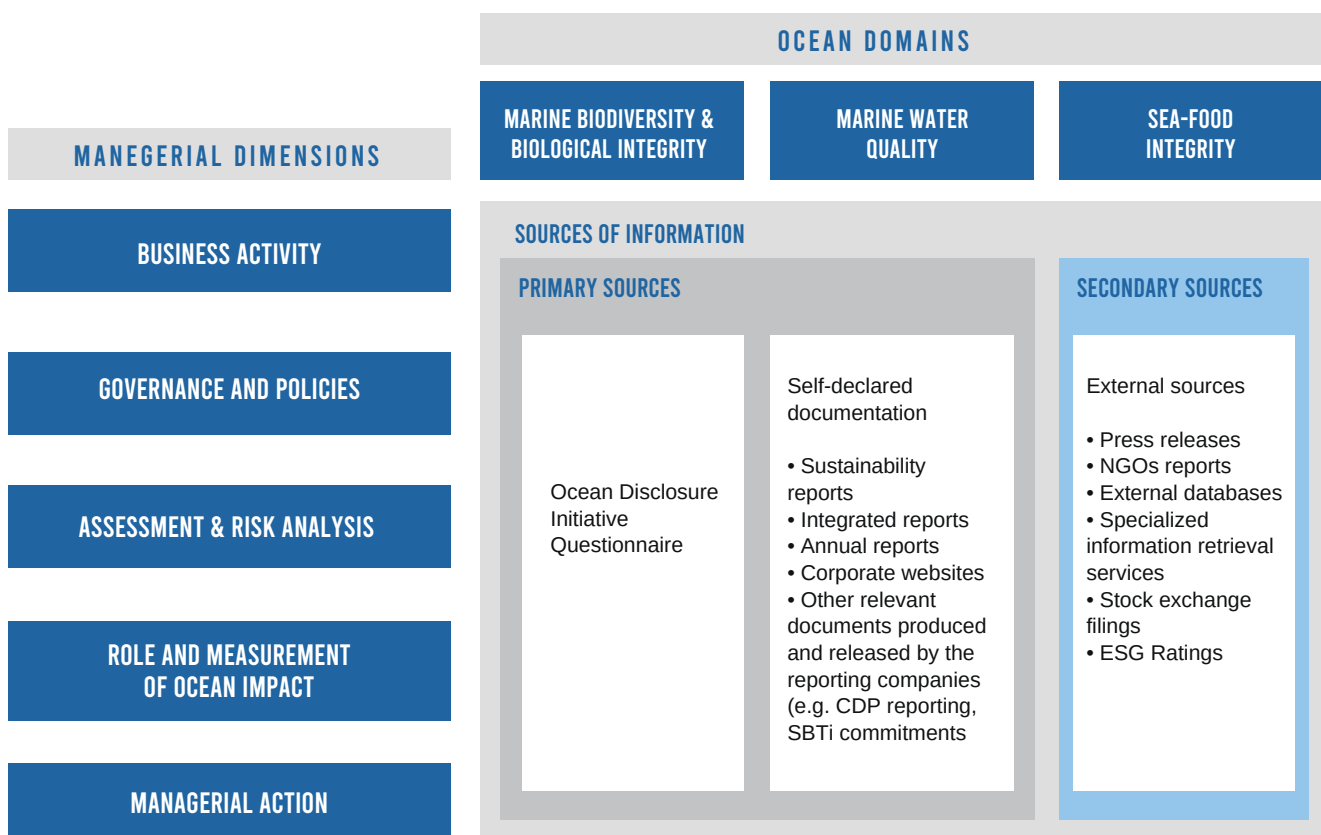 OCEAN DOMAINS
MARINE BIODIVERSITY &
BIOLOGICAL INTEGRITY
MARINE WATER
QUALITY
SEA-FOOD
INTEGRITY
MANEGERIAL DIMENSIONS
BUSINESS ACTIVITY
GOVERNANCE AND POLICIES
ASSESSMENT & RISK ANALYSIS
ROLE AND MEASUREMENT
OF OCEAN IMPACT
MANAGERIAL ACTION
SOURCES OF INFORMATION
PRIMARY SOURCES
Ocean Disclosure
Initiative
Questionnaire
Self-declared
documentation
• Sustainability
reports
• Integrated reports
• Annual reports
• Corporate websites
• Other relevant
documents produced
and released by the
reporting companies
(e.g. CDP reporting,
SBTi commitments
SECONDARY SOURCES
External sources
• Press releases
• NGOs reports
• External databases
• Specialized
information retrieval
services
• Stock exchange
filings
• ESG Ratings